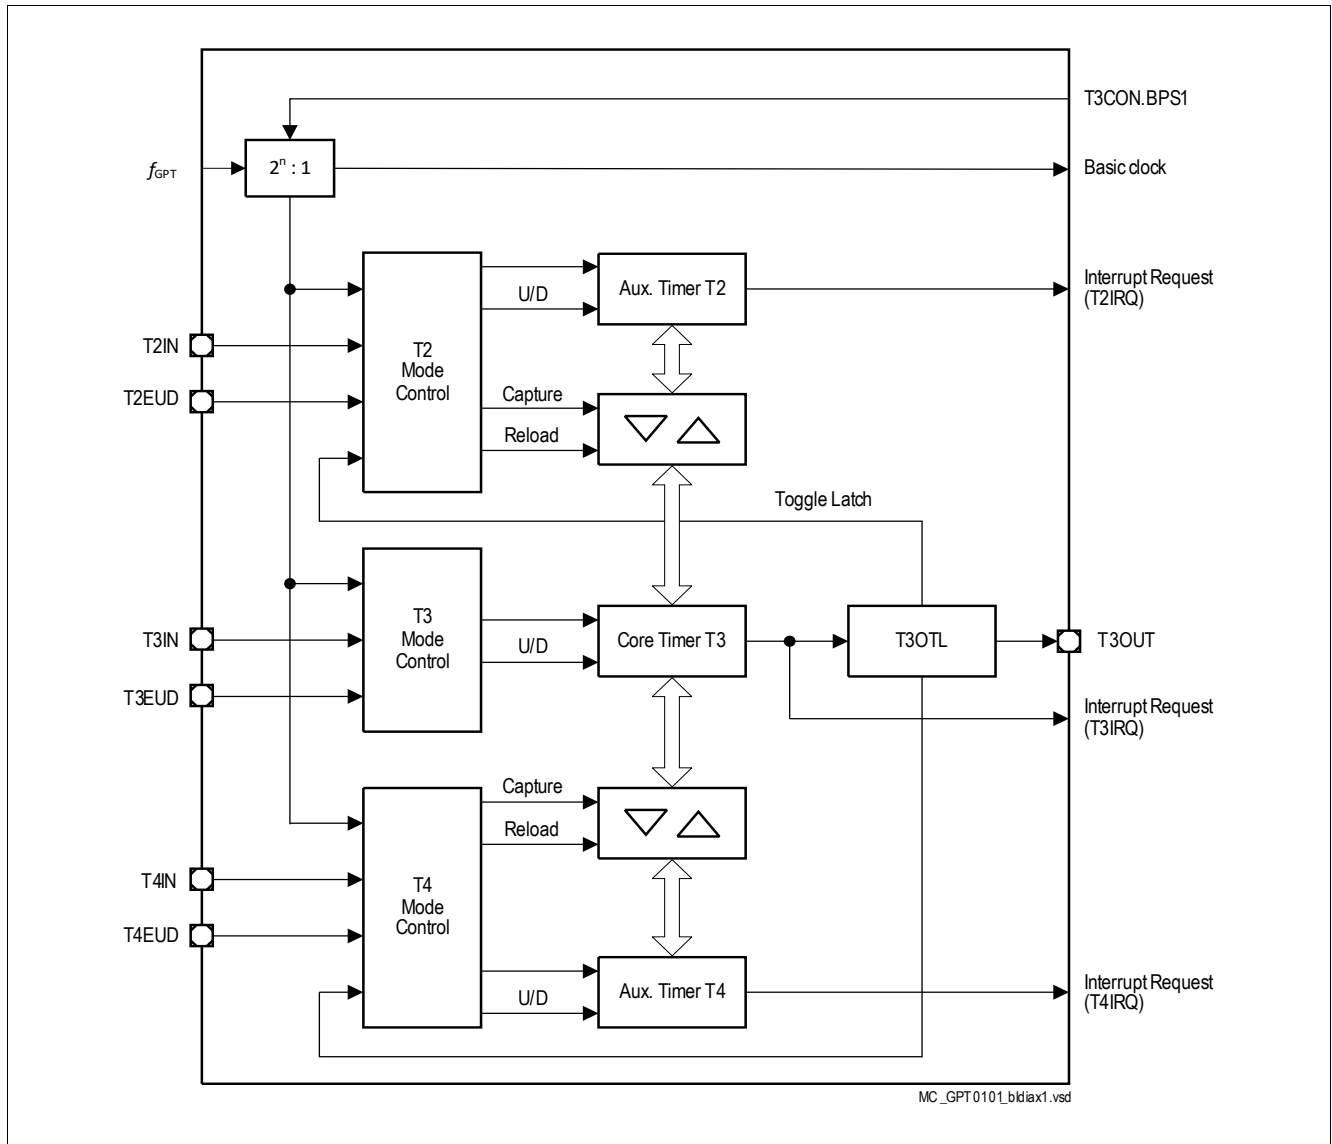 T3CON.BPS1
fGPT
2ⁿ : 1
Basic clock
T2IN
T2EUD
T2
Mode
Control
U/D
Capture
Reload
Aux. Timer T2
Interrupt Request
(T2IRQ)
Toggle Latch
T3IN
T3EUD
T3
Mode
Control
U/D
Core Timer T3
T3OTL
T3OUT
Interrupt Request
(T3IRQ)
T4IN
T4EUD
T4
Mode
Control
Capture
Reload
U/D
Aux. Timer T4
Interrupt Request
(T4IRQ)
MC_GPT0101_bldiax1.vsd